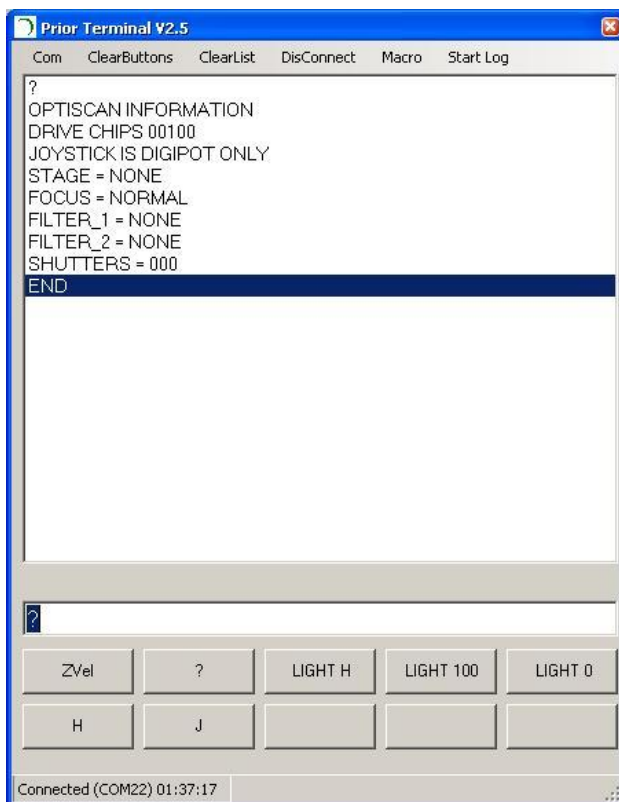 Prior Terminal V2.5
Com ClearButtons ClearList DisConnect Macro Start Log
?
OPTISCAN INFORMATION
DRIVE CHIPS 00100
JOYSTICK IS DIGIPOT ONLY
STAGE = NONE
FOCUS = NORMAL
FILTER_1 = NONE
FILTER_2 = NONE
SHUTTERS = 000
END
?
ZVel ? LIGHT H LIGHT 100 LIGHT 0
H J
Connected (COM22) 01:37:17